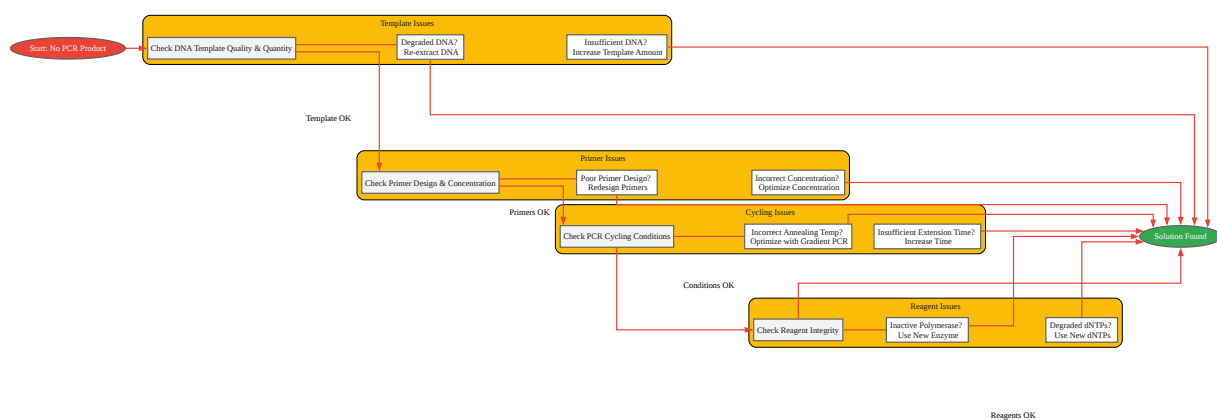 Template Issues
Start: No PCR Product
Check DNA Template Quality & Quantity
Degraded DNA?
Re-extract DNA
Insufficient DNA?
Increase Template Amount
Template OK
Primer Issues
Check Primer Design & Concentration
Poor Primer Design?
Redesign Primers
Incorrect Concentration?
Optimize Concentration
Primers OK
Cycling Issues
Check PCR Cycling Conditions
Incorrect Annealing Temp?
Optimize with Gradient PCR
Insufficient Extension Time?
Increase Time
Solution Found
Conditions OK
Reagent Issues
Check Reagent Integrity
Inactive Polymerase?
Use New Enzyme
Degraded dNTPs?
Use New dNTPs
Reagents OK